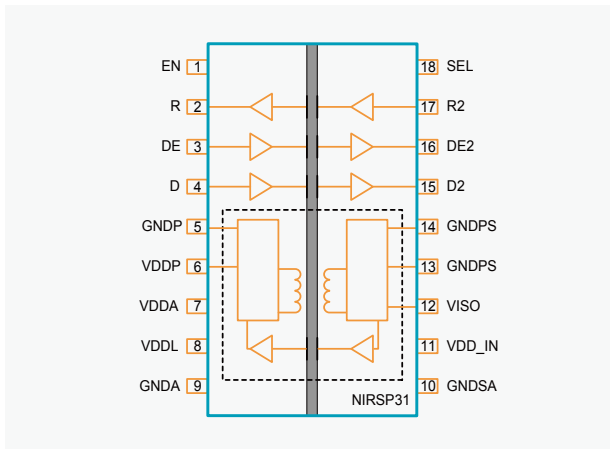 EN 1 18 SEL
R 2 17 R2
DE 3 16 DE2
D 4 15 D2
GNDP 5 14 GNDPS
VDDP 6 13 GNDPS
VDDA 7 12 VISO
VDDL 8 11 VDD_IN
GNDA 9 10 GNDSA
NIRSP31